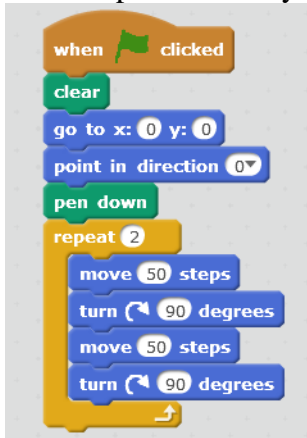 when clicked
clear
go to x: 0 y: 0
point in direction 0
pen down
repeat 2
move 50 steps
turn 90 degrees
move 50 steps
turn 90 degrees